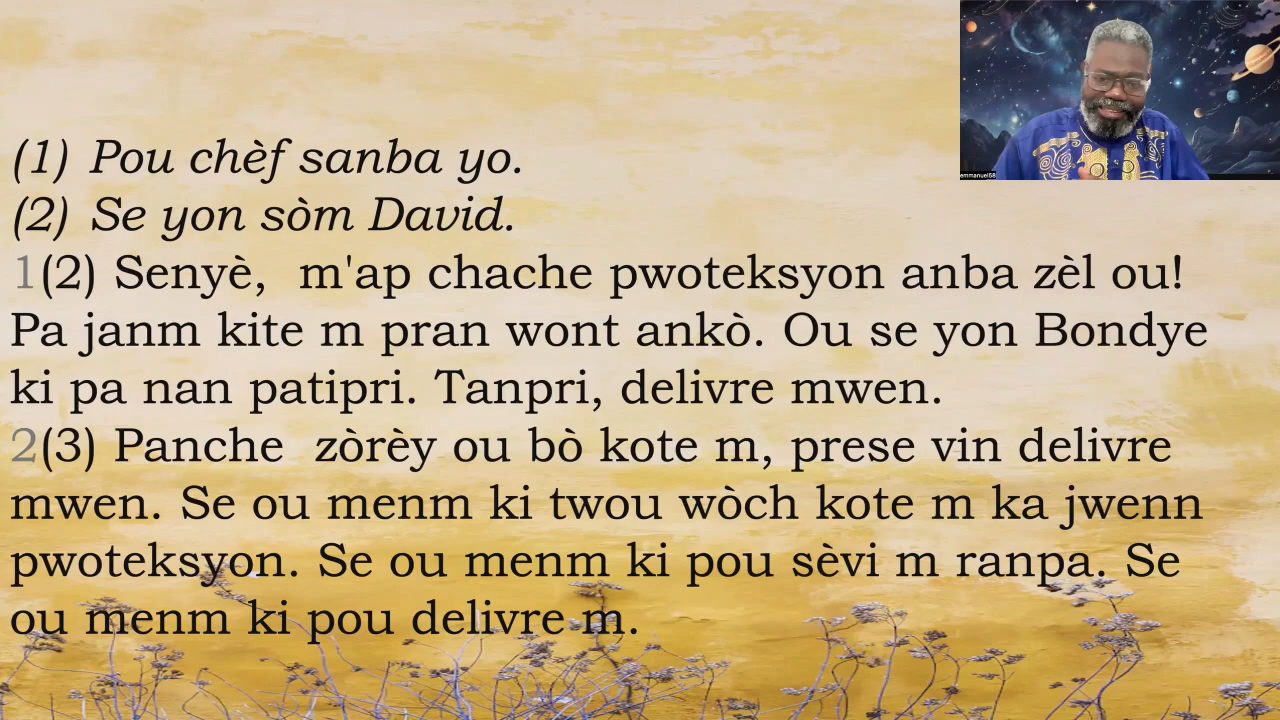 emmanuel58
(1) Pou chèf sanba yo.
(2) Se yon sòm David.
1(2) Senyè, m'ap chache pwoteksyon anba zèl ou!
Pa janm kite m pran wont ankò. Ou se yon Bondye
ki pa nan patipri. Tanpri, delivre mwen.
2(3) Panche zòrèy ou bò kote m, prese vin delivre
mwen. Se ou menm ki twou wòch kote m ka jwenn
pwoteksyon. Se ou menm ki pou sèvi m ranpa. Se
ou menm ki pou delivre m.